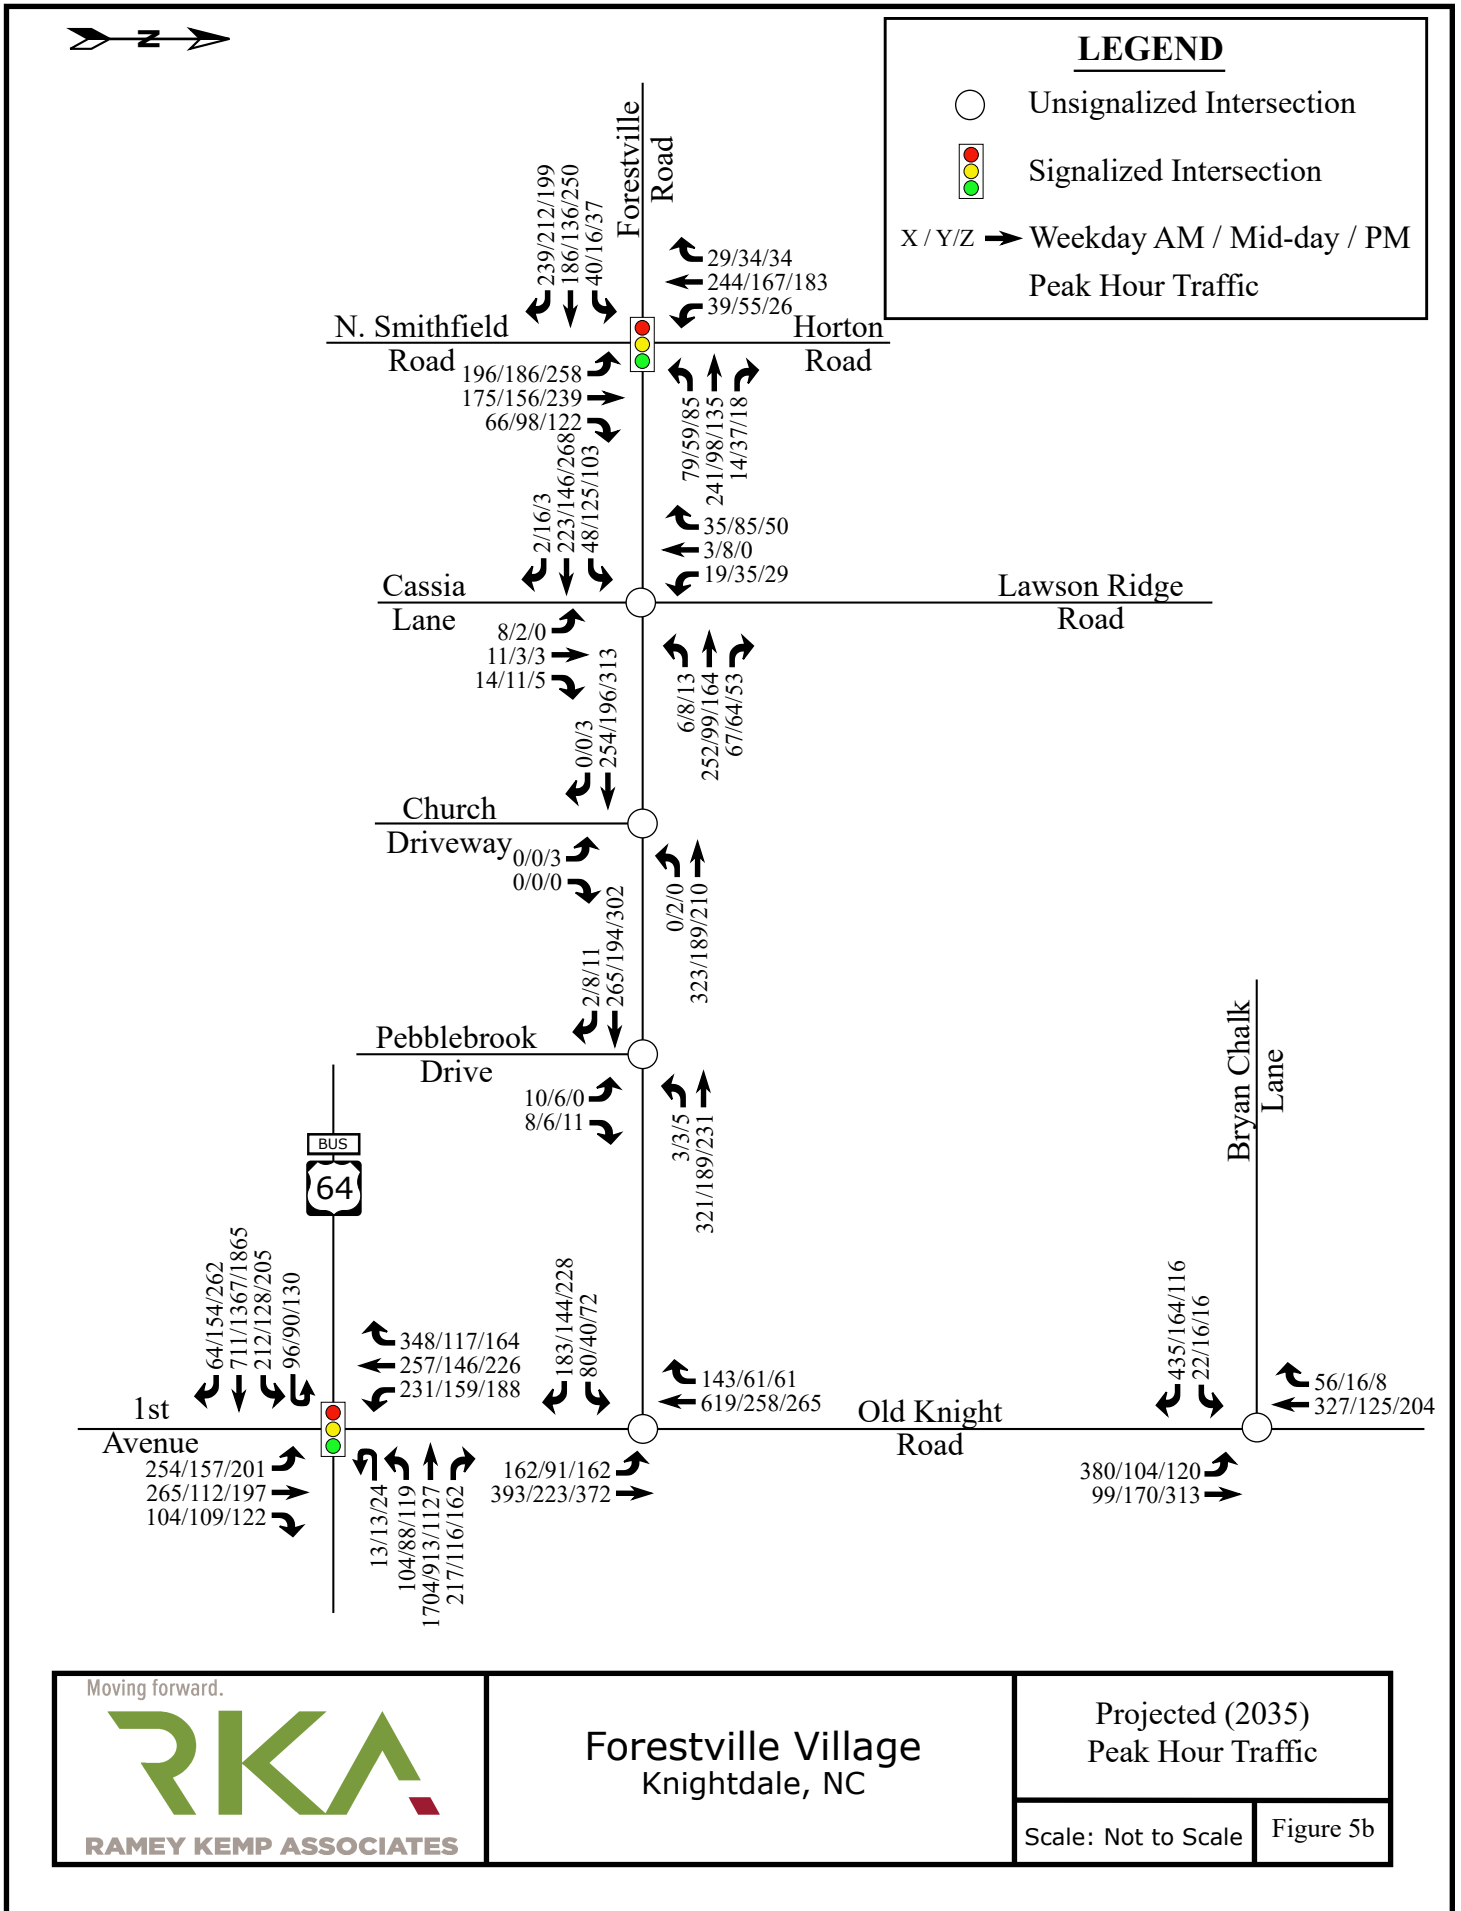 N
LEGEND
Unsignalized Intersection
Signalized Intersection
X / Y/Z Weekday AM / Mid-day / PM
Peak Hour Traffic
Forestville
Road
239/212/199
186/136/250
40/16/37
29/34/34
244/167/183
39/55/26
N. Smithfield
Road
Horton
Road
196/186/258
175/156/239
66/98/122
79/59/85
241/98/135
14/37/18
2/16/3
223/146/268
48/125/103
35/85/50
3/8/0
19/35/29
Cassia
Lane
Lawson Ridge
Road
8/2/0
11/3/3
14/11/5
6/8/13
252/99/164
67/64/53
0/0/3
254/196/313
Church
Driveway
0/0/3
0/0/0
0/2/0
323/189/210
2/8/11
265/194/302
Pebblebrook
Drive
10/6/0
8/6/11
3/3/5
321/189/231
Bryan Chalk
Lane
BUS
64
64/154/262
711/1367/1865
212/128/205
96/90/130
348/117/164
257/146/226
231/159/188
183/144/228
80/40/72
143/61/61
619/258/265
435/164/116
22/16/16
56/16/8
327/125/204
1st
Avenue
Old Knight
Road
254/157/201
265/112/197
104/109/122
13/13/24
104/88/119
1704/913/1127
217/116/162
162/91/162
393/223/372
380/104/120
99/170/313
Moving forward.
RKA
RAMEY KEMP ASSOCIATES
Forestville Village
Knightdale, NC
Projected (2035)
Peak Hour Traffic
Scale: Not to Scale
Figure 5b